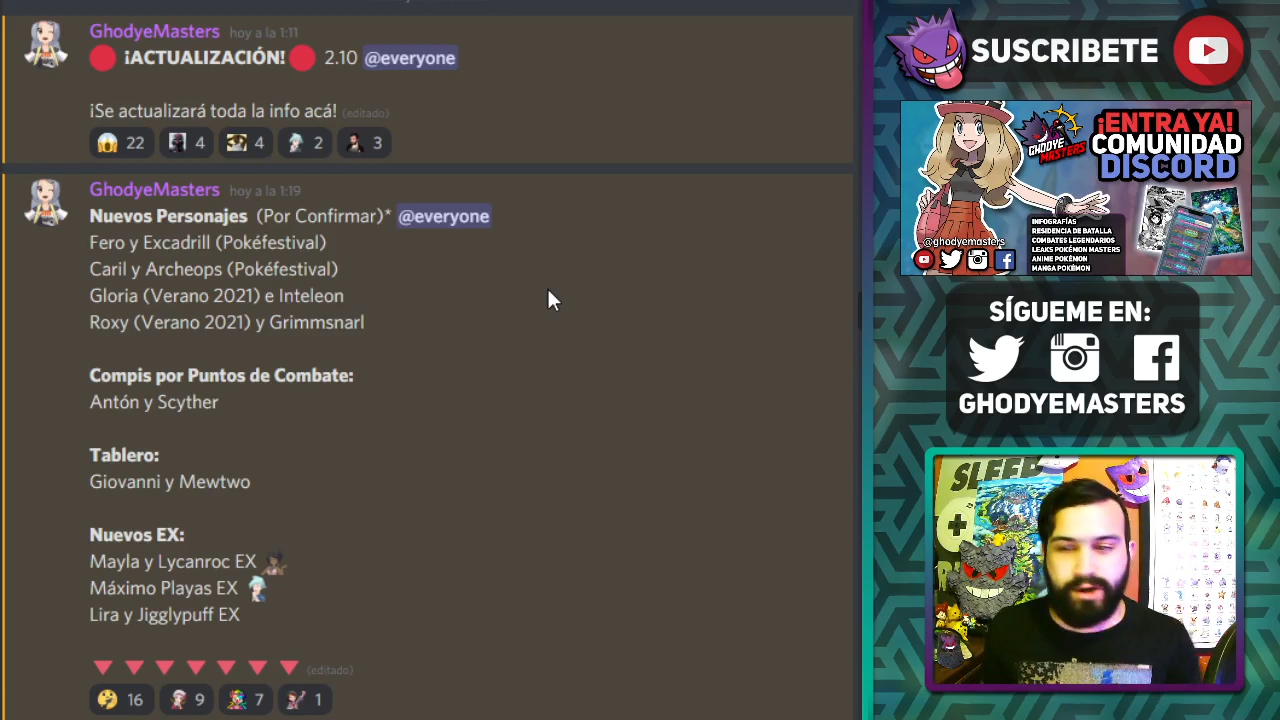 GhodyeMasters hoy a la 1:11
¡ACTUALIZACIÓN! 2.10 @everyone
¡Se actualizará toda la info acá! (editado)
22 4 4 2 3
GhodyeMasters hoy a la 1:19
Nuevos Personajes (Por Confirmar)* @everyone
Fero y Excadrill (Pokéfestival)
Caril y Archeops (Pokéfestival)
Gloria (Verano 2021) e Inteleon
Roxy (Verano 2021) y Grimmsnarl
Compis por Puntos de Combate:
Antón y Scyther
Tablero:
Giovanni y Mewtwo
Nuevos EX:
Mayla y Lycanroc EX
Máximo Playas EX
Lira y Jigglypuff EX
(editado)
16 9 7 1
SUSCRIBETE
¡ENTRA YA!
COMUNIDAD
DISCORD
GHODYE
MASTERS
@ghodyemasters
INFOGRAFÍAS
RESIDENCIA DE BATALLA
COMBATES LEGENDARIOS
LEAKS POKÉMON MASTERS
ANIME POKÉMON
MANGA POKÉMON
SÍGUEME EN:
GHODYEMASTERS
SLEEP